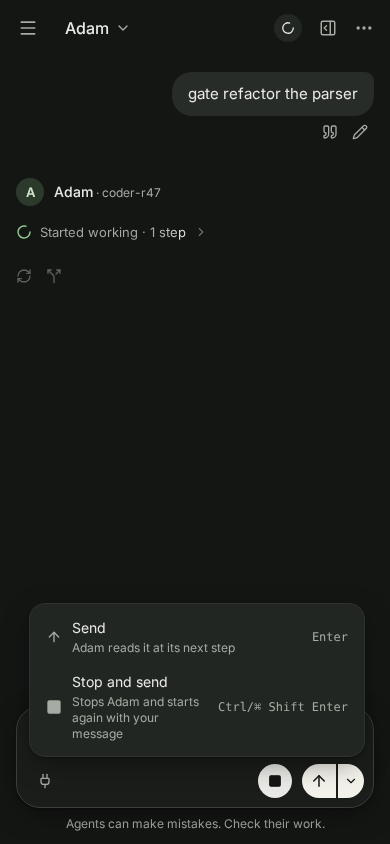 Adam
gate refactor the parser
A Adam · coder-r47
Started working · 1 step
Send
Adam reads it at its next step
Enter
Stop and send
Stops Adam and starts
again with your
message
Ctrl/⌘ Shift Enter
Agents can make mistakes. Check their work.